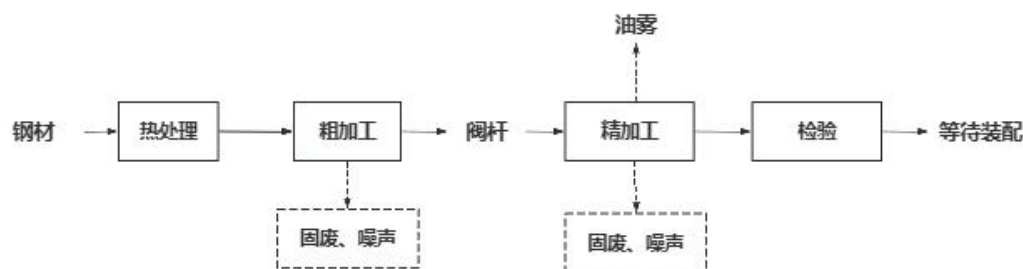 油雾
钢材
热处理
粗加工
阀杆
精加工
检验
等待装配
固废、噪声
固废、噪声